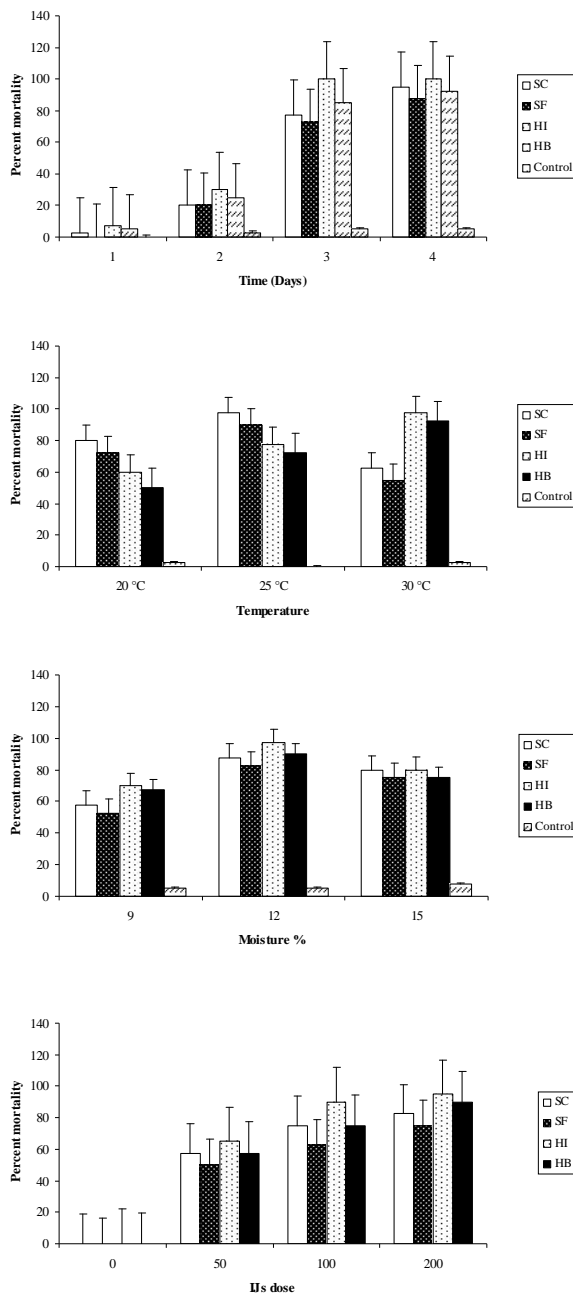 140
120
100
80
60
40
20
0
Percent mortality
1 2 3 4
Time (Days)
SC
SF
HI
HB
Control
140
120
100
80
60
40
20
0
Percent mortality
20 °C 25 °C 30 °C
Temperature
SC
SF
HI
HB
Control
140
120
100
80
60
40
20
0
Percent mortality
9 12 15
Moisture %
SC
SF
HI
HB
Control
140
120
100
80
60
40
20
0
Percent mortality
0 50 100 200
IJs dose
SC
SF
HI
HB